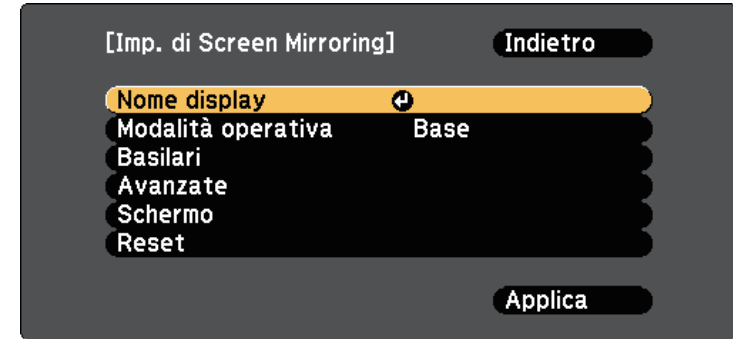 [Imp. di Screen Mirroring] Indietro
Nome display
Modalità operativa Base
Basilari
Avanzate
Schermo
Reset
Applica